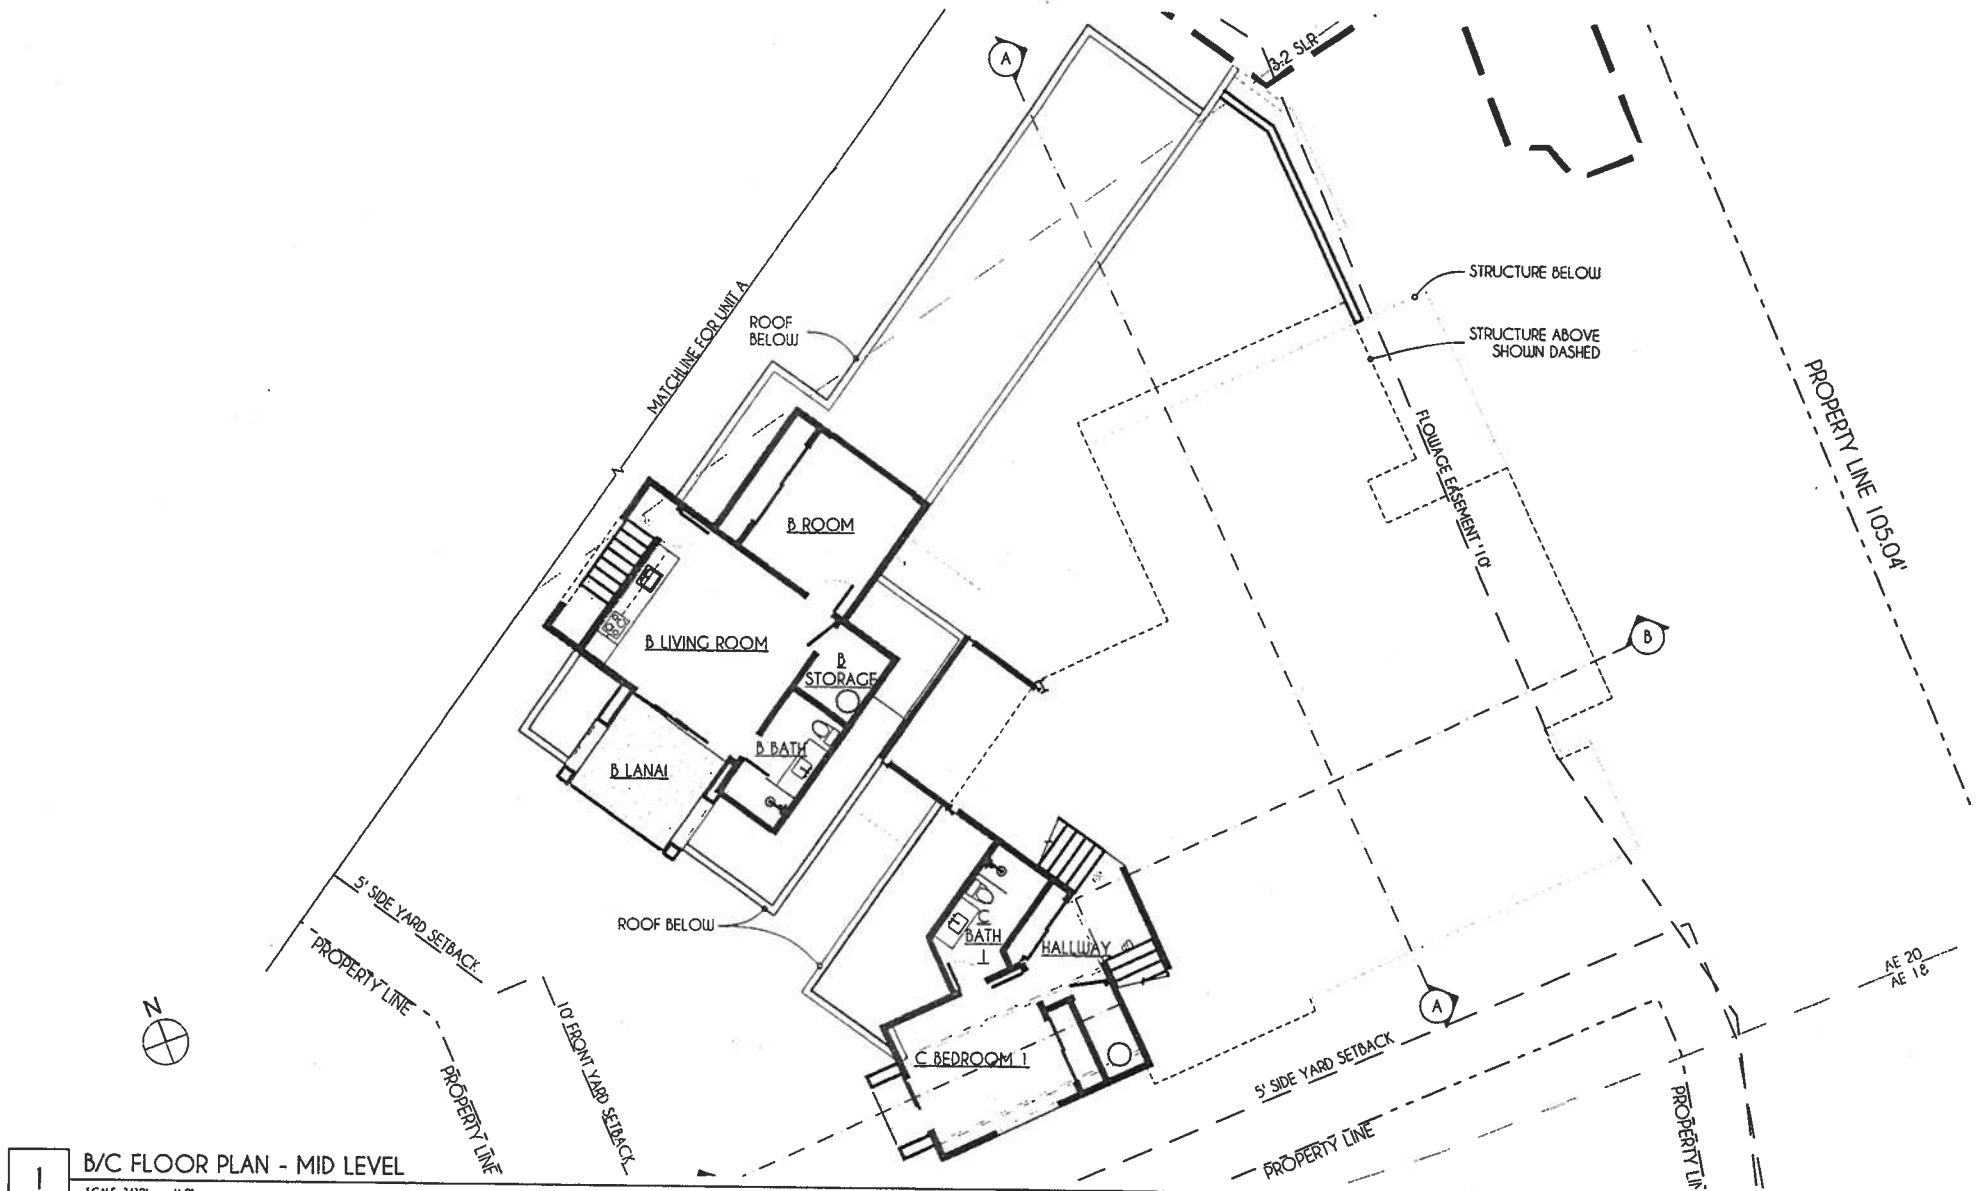 A
3.2 SLR
STRUCTURE BELOW
MATCHLINE FOR UNIT A
ROOF
BELOW
STRUCTURE ABOVE
SHOWN DASHED
PROPERTY LINE 105.04'
FLOWAGE EASEMENT '10'
B ROOM
B LIVING ROOM
B
STORAGE
B
B BATH
B LANAI
5' SIDE YARD SETBACK
ROOF BELOW
C
BATH
1
HALLWAY
PROPERTY LINE
AE 20
AE 18
A
N
10' FRONT YARD SETBACK
C BEDROOM 1
5' SIDE YARD SETBACK
PROPERTY LINE
PROPERTY LINE
PROPERTY LIN
1
B/C FLOOR PLAN - MID LEVEL